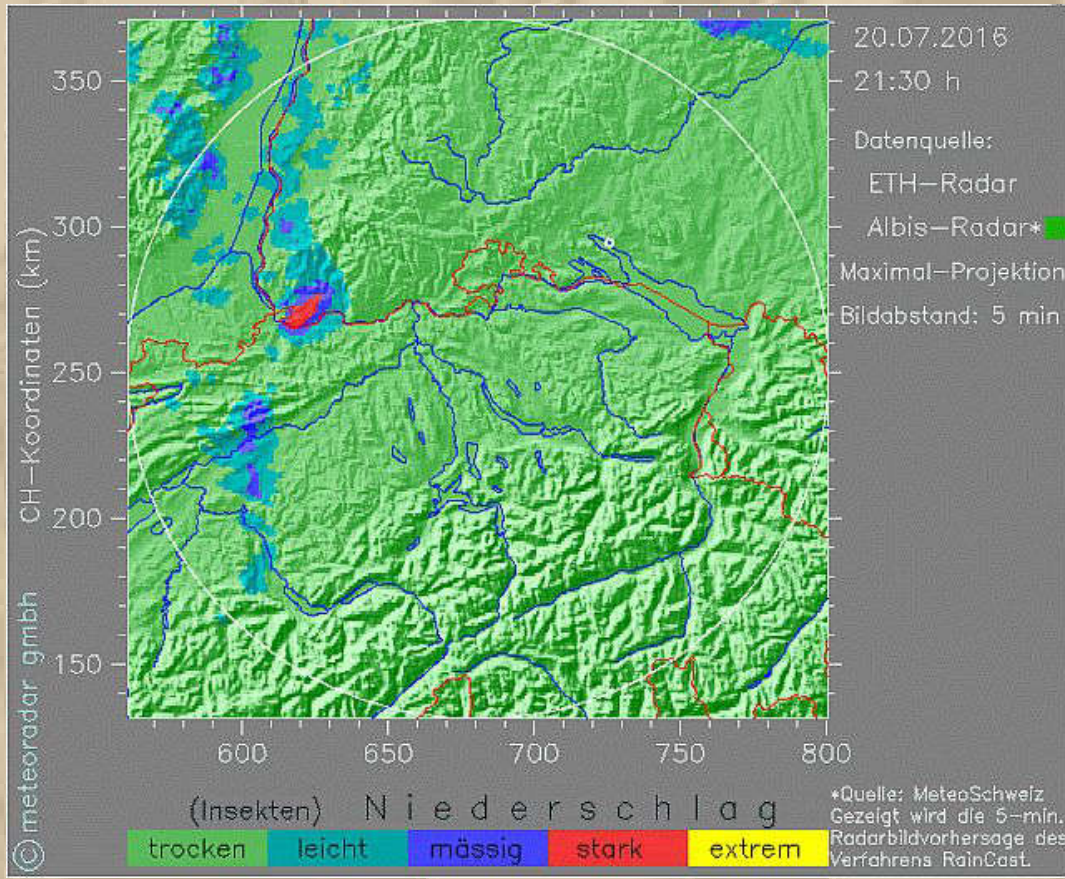 20.07.2016
21:30 h
Datenquelle:
ETH-Radar
Albis-Radar*
Maximal-Projektion
Bildabstand: 5 min
350
300
250
200
150
CH-Koordinaten (km)
© meteoradar gmbh
600 650 700 750 800
(Insekten) Niederschlag
trocken leicht mässig stark extrem
*Quelle: MeteoSchweiz
Gezeigt wird die 5-min.
Radarbildvorhersage des
Verfahrens RainCast.